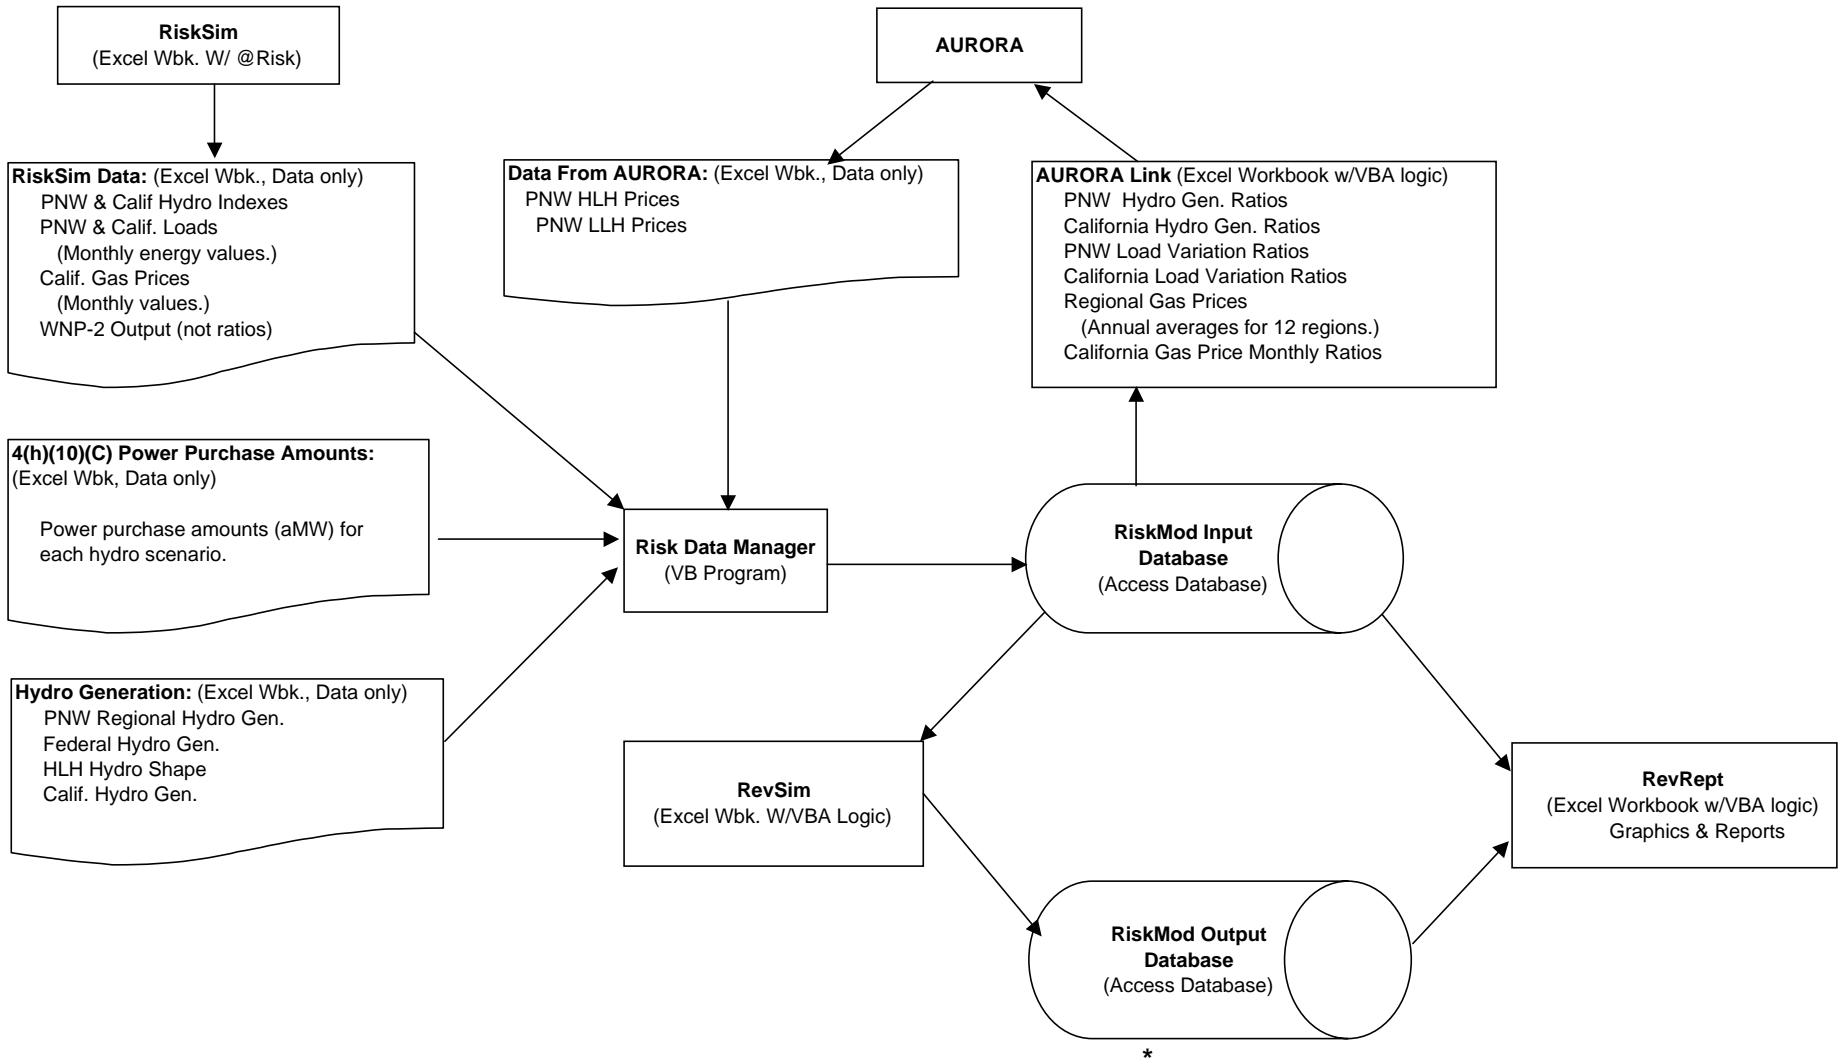 RiskSim
(Excel Wbk. W/ @Risk)
AURORA
RiskSim Data: (Excel Wbk., Data only)
PNW & Calif Hydro Indexes
PNW & Calif. Loads
(Monthly energy values.)
Calif. Gas Prices
(Monthly values.)
WNP-2 Output (not ratios)
Data From AURORA: (Excel Wbk., Data only)
PNW HLH Prices
PNW LLH Prices
AURORA Link (Excel Workbook w/VBA logic)
PNW Hydro Gen. Ratios
California Hydro Gen. Ratios
PNW Load Variation Ratios
California Load Variation Ratios
Regional Gas Prices
(Annual averages for 12 regions.)
California Gas Price Monthly Ratios
4(h)(10)(C) Power Purchase Amounts:
(Excel Wbk, Data only)
Power purchase amounts (aMW) for
each hydro scenario.
Risk Data Manager
(VB Program)
RiskMod Input
Database
(Access Database)
Hydro Generation: (Excel Wbk., Data only)
PNW Regional Hydro Gen.
Federal Hydro Gen.
HLH Hydro Shape
Calif. Hydro Gen.
RevSim
(Excel Wbk. W/VBA Logic)
RevRept
(Excel Workbook w/VBA logic)
Graphics & Reports
RiskMod Output
Database
(Access Database)
*